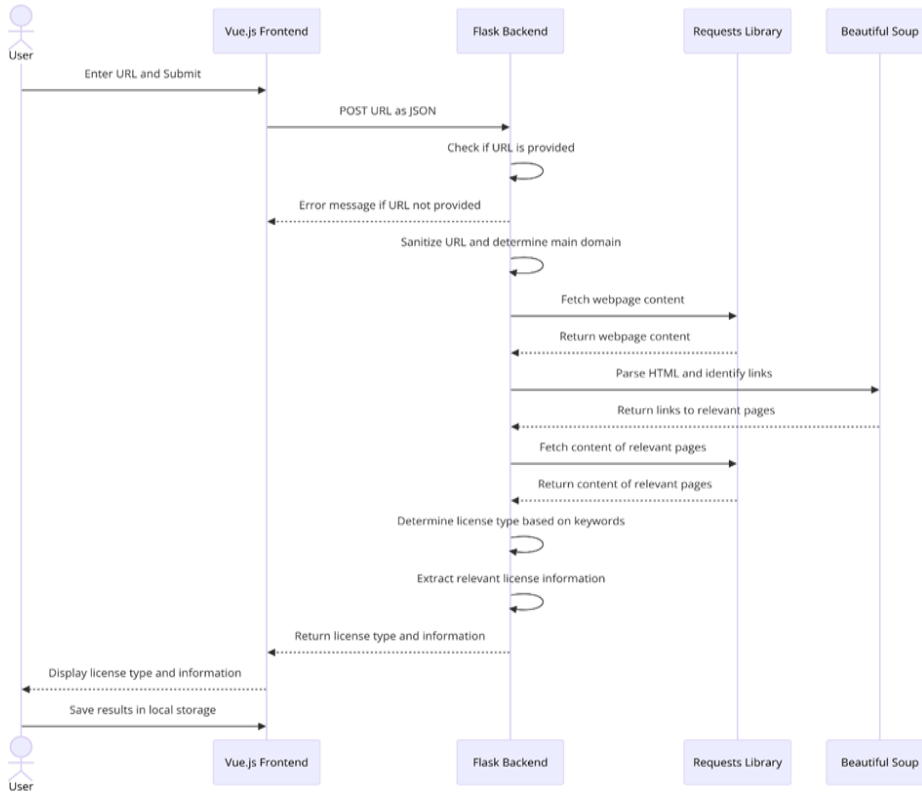 User
Vue.js Frontend
Flask Backend
Requests Library
Beautiful Soup
Enter URL and Submit
POST URL as JSON
Check if URL is provided
Error message if URL not provided
Sanitize URL and determine main domain
Fetch webpage content
Return webpage content
Parse HTML and identify links
Return links to relevant pages
Fetch content of relevant pages
Return content of relevant pages
Determine license type based on keywords
Extract relevant license information
Return license type and information
Display license type and information
Save results in local storage
User
Vue.js Frontend
Flask Backend
Requests Library
Beautiful Soup